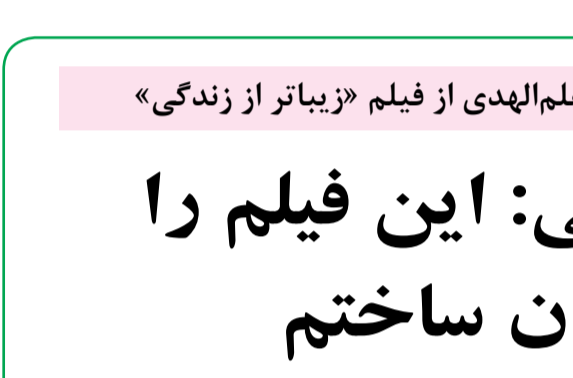 علم‌الهدی از فیلم «زیباتر از زندگی»
: این فیلم را
ساختم